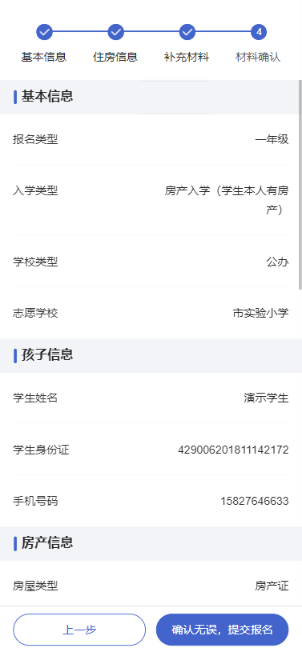 4
基本信息 住房信息 补充材料 材料确认
基本信息
报名类型 一年级
入学类型 房产入学（学生本人有房
产）
学校类型 公办
志愿学校 市实验小学
孩子信息
学生姓名 演示学生
学生身份证 429006201811142172
手机号码 15827646633
房产信息
房屋类型 房产证
上一步 确认无误，提交报名